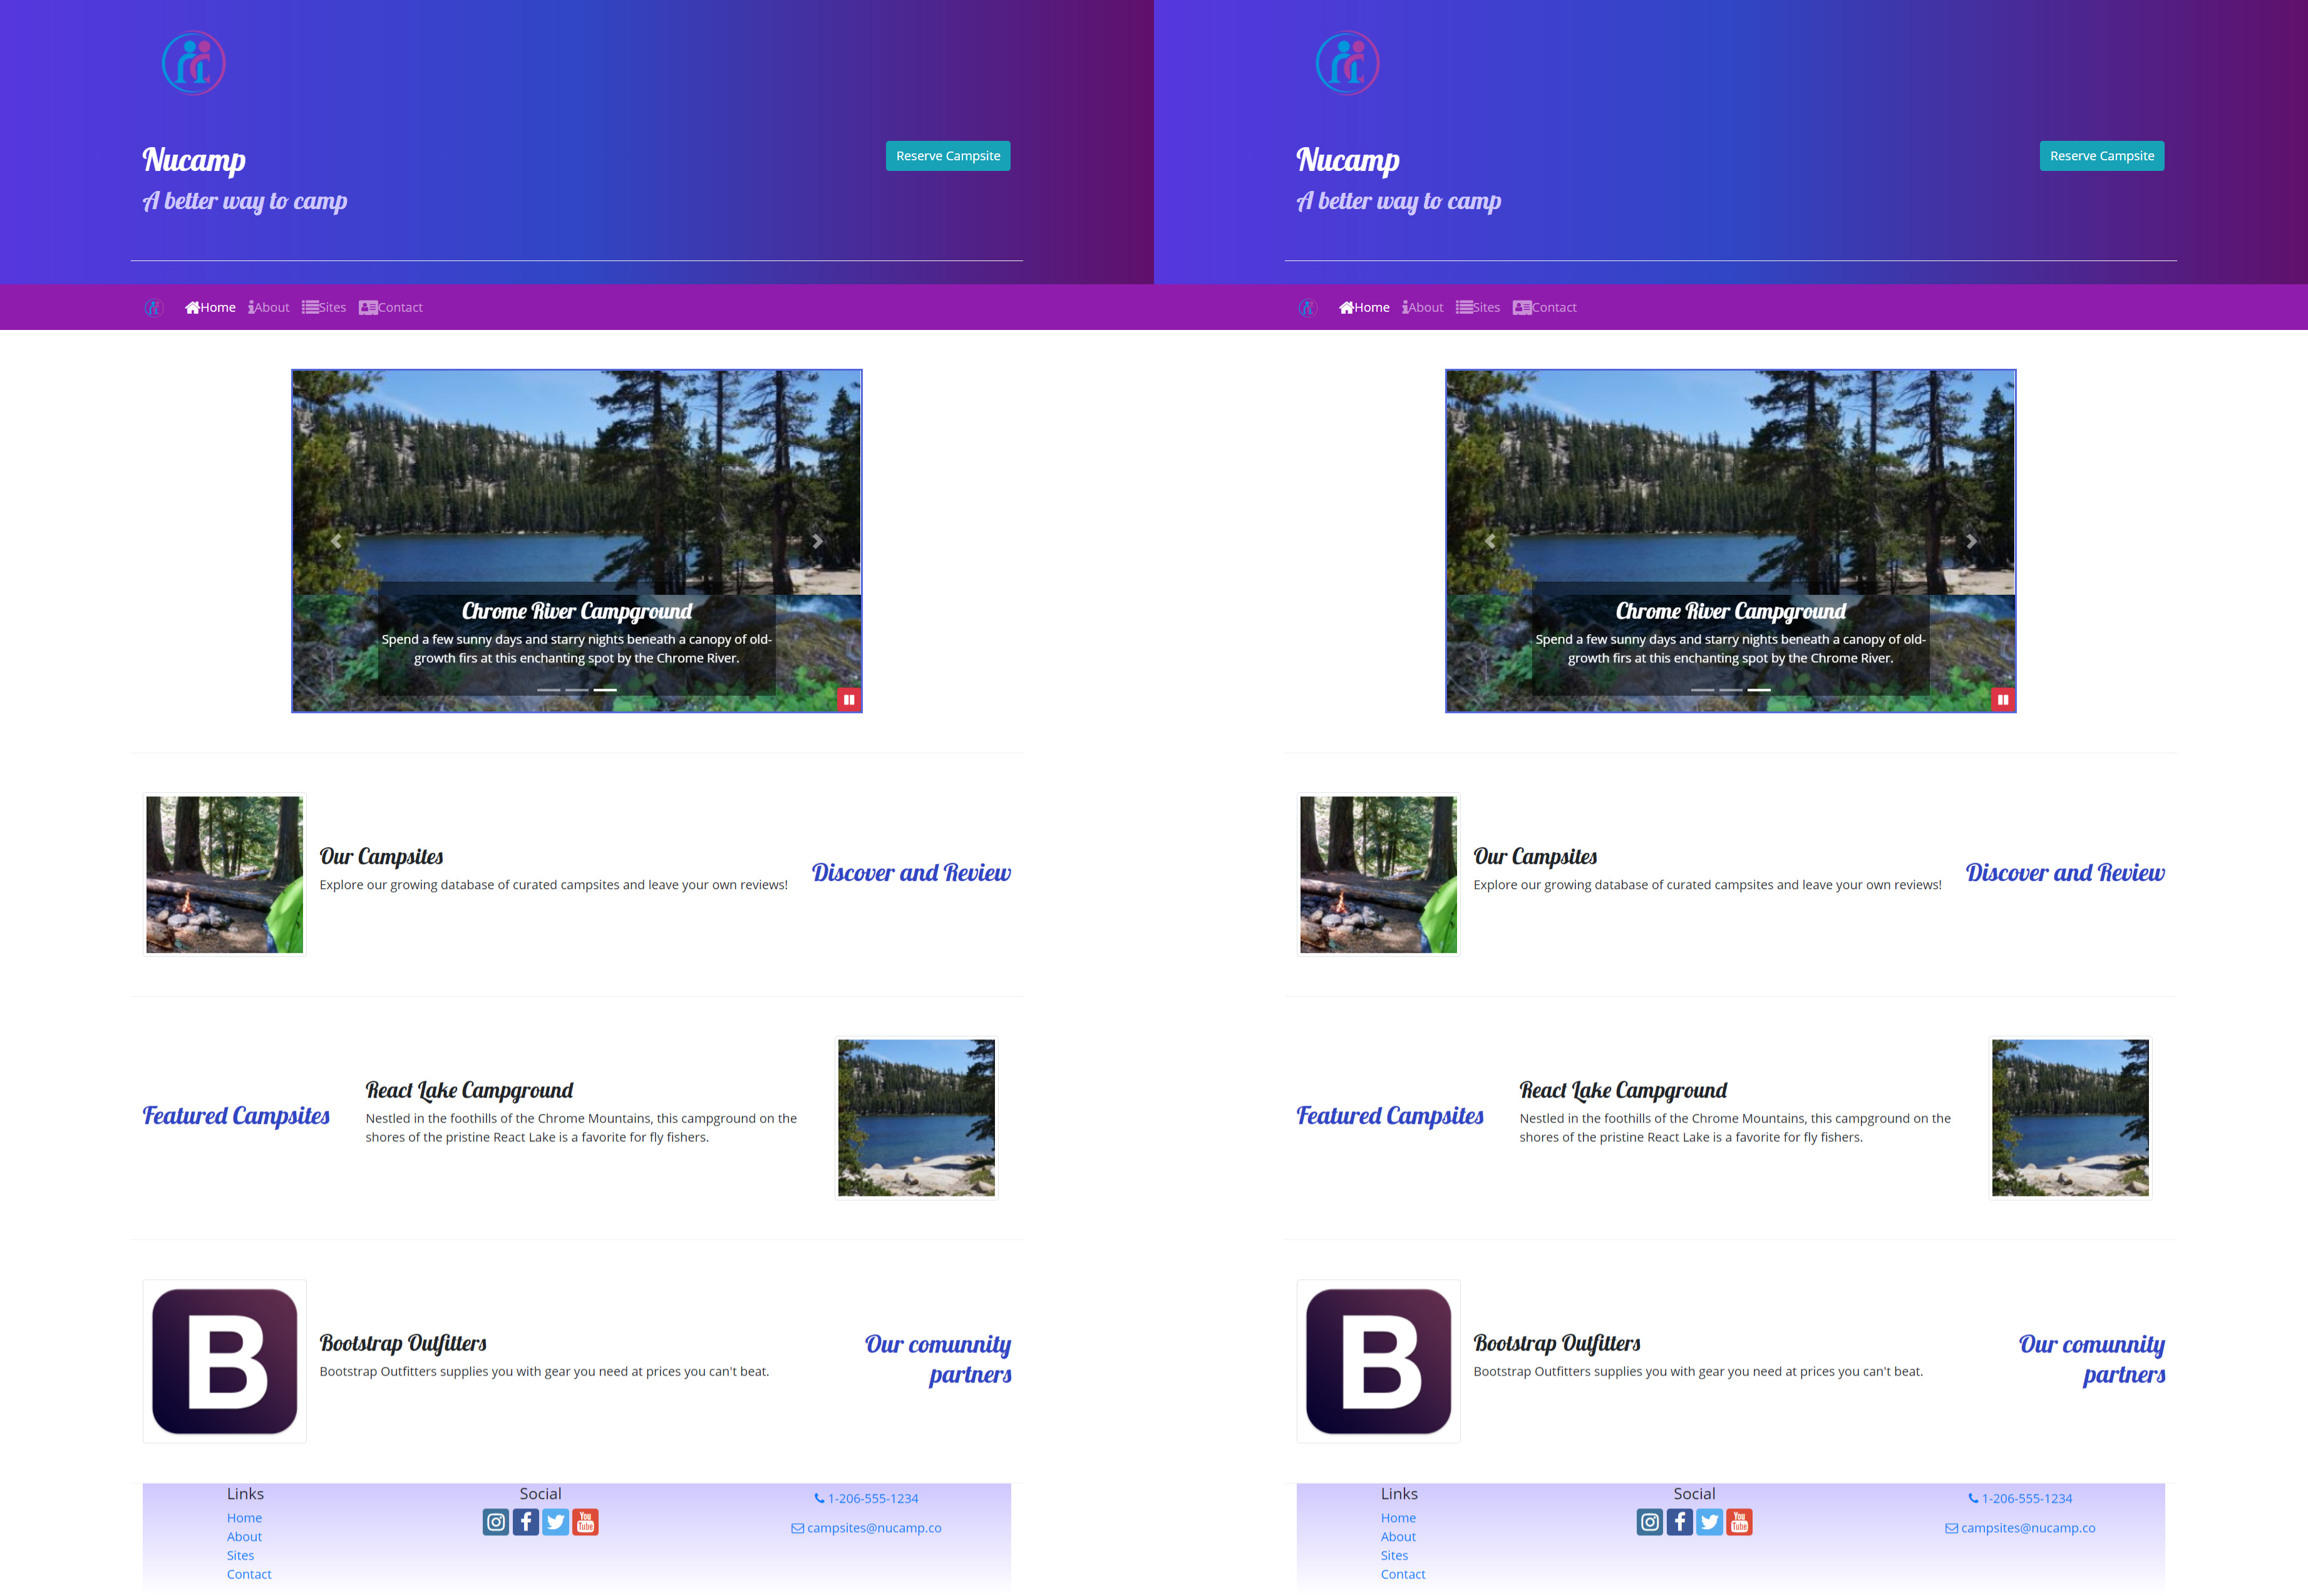 Nucamp
Reserve Campsite
A better way to camp
Home About Sites Contact
Chrome River Campground
Spend a few sunny days and starry nights beneath a canopy of old-
growth firs at this enchanting spot by the Chrome River.
Our Campsites
Explore our growing database of curated campsites and leave your own reviews!
Discover and Review
Featured Campsites
React Lake Campground
Nestled in the foothills of the Chrome Mountains, this campground on the
shores of the pristine React Lake is a favorite for fly fishers.
B
Bootstrap Outfitters
Bootstrap Outfitters supplies you with gear you need at prices you can't beat.
Our comunnity
partners
Links
Home
About
Sites
Contact
Social
You
Tube
1-206-555-1234
campsites@nucamp.co
Nucamp
Reserve Campsite
A better way to camp
Home About Sites Contact
Chrome River Campground
Spend a few sunny days and starry nights beneath a canopy of old-
growth firs at this enchanting spot by the Chrome River.
Our Campsites
Explore our growing database of curated campsites and leave your own reviews!
Discover and Review
Featured Campsites
React Lake Campground
Nestled in the foothills of the Chrome Mountains, this campground on the
shores of the pristine React Lake is a favorite for fly fishers.
B
Bootstrap Outfitters
Bootstrap Outfitters supplies you with gear you need at prices you can't beat.
Our comunnity
partners
Links
Home
About
Sites
Contact
Social
You
Tube
1-206-555-1234
campsites@nucamp.co